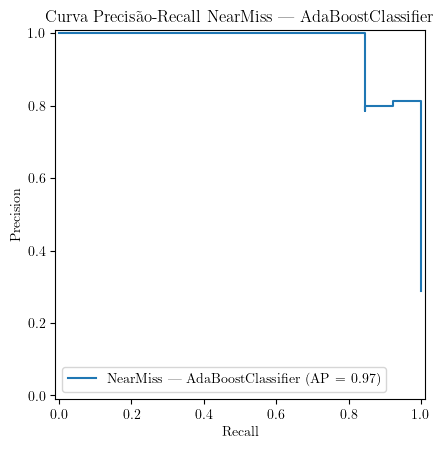 Curva Precisão-Recall NearMiss — AdaBoostClassifier
1.0
0.8
0.6
0.4
0.2
0.0
Precision
NearMiss — AdaBoostClassifier (AP = 0.97)
0.0 0.2 0.4 0.6 0.8 1.0
Recall